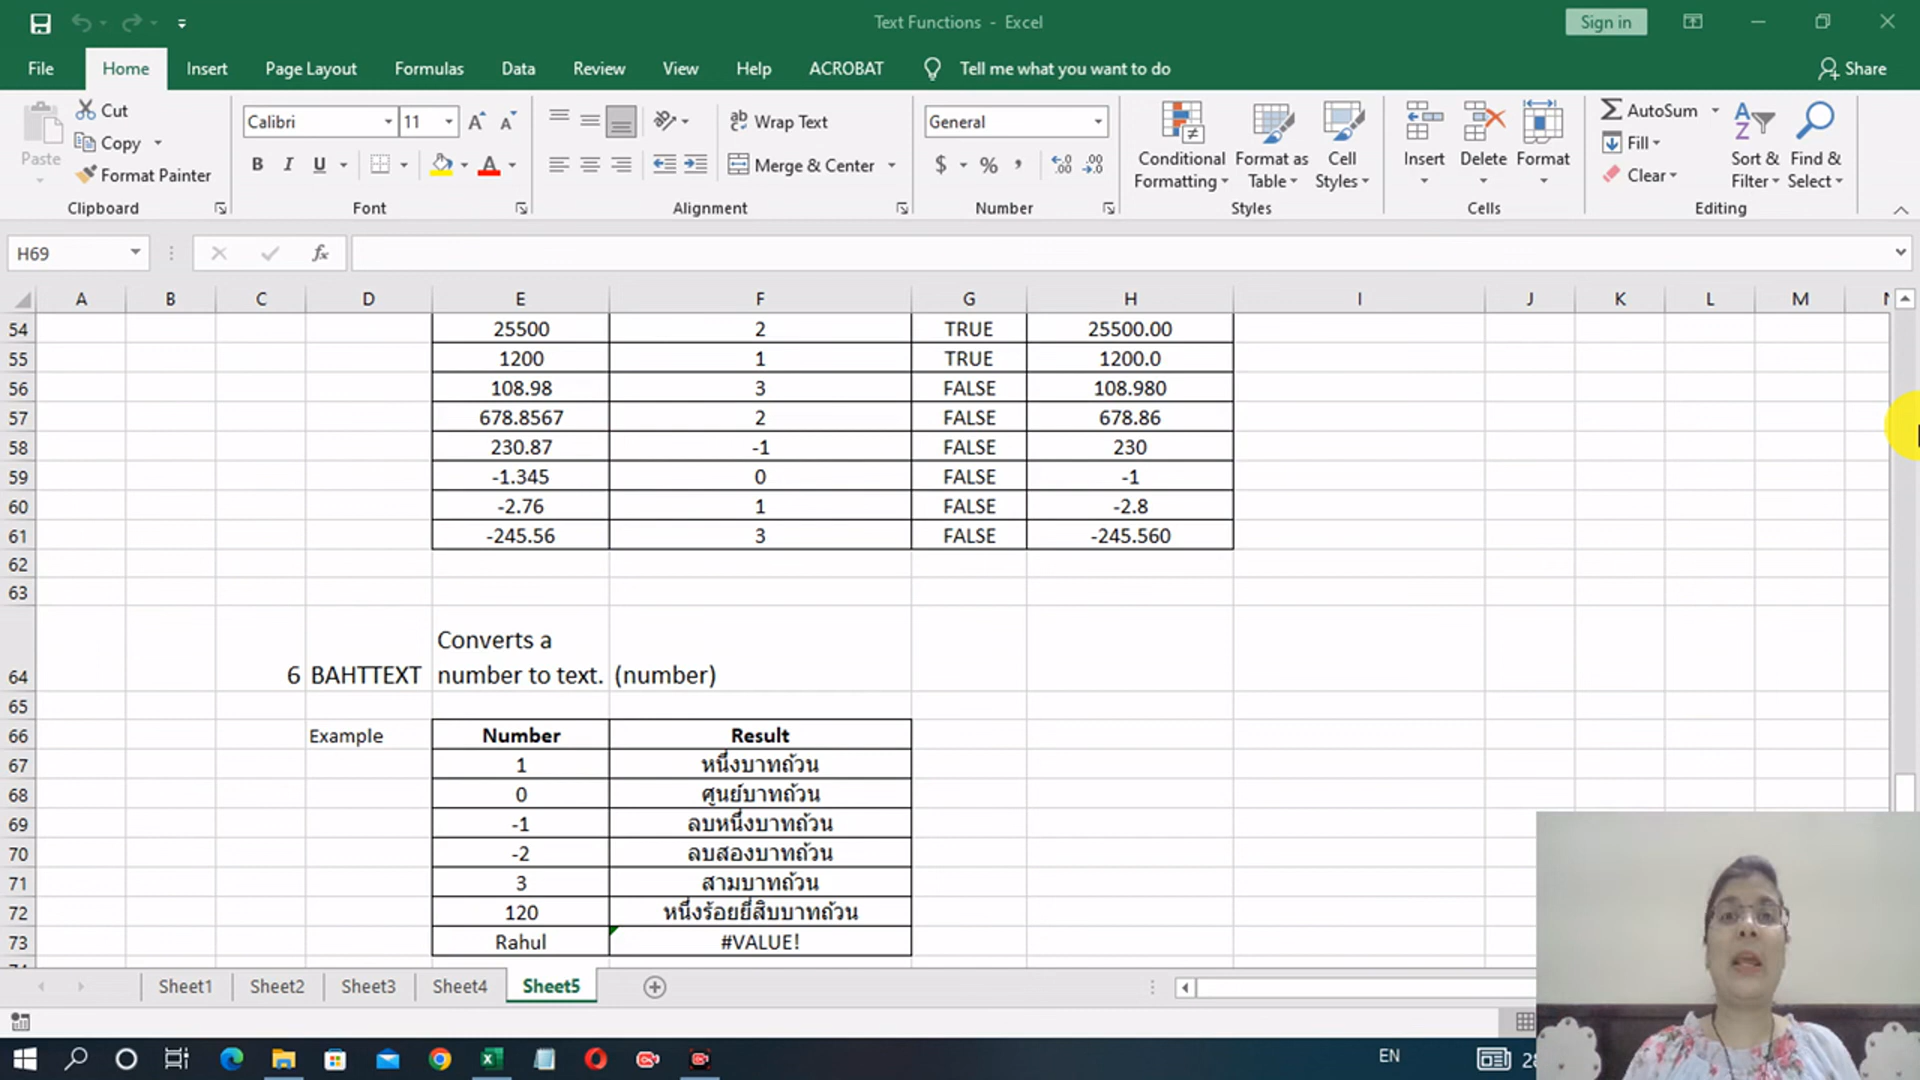 Text Functions - Excel
Sign in
File Home Insert Page Layout Formulas Data Review View Help ACROBAT Tell me what you want to do Share
Paste
Cut
Copy
Format Painter
Clipboard
Calibri 11
B I U
Font
Wrap Text
Merge & Center
Alignment
General
$ % ,
Number
Conditional Formatting
Format as Table
Cell Styles
Styles
Insert Delete Format
Cells
AutoSum
Fill
Clear
Sort & Filter
Find & Select
Editing
H69 fx
A B C D E F G H I J K L M
54 25500 2 TRUE 25500.00
55 1200 1 TRUE 1200.0
56 108.98 3 FALSE 108.980
57 678.8567 2 FALSE 678.86
58 230.87 -1 FALSE 230
59 -1.345 0 FALSE -1
60 -2.76 1 FALSE -2.8
61 -245.56 3 FALSE -245.560
62
63
Converts a
64 6 BAHTTEXT number to text. (number)
65
66 Example Number Result
67 1 หนึ่งบาทถ้วน
68 0 ศูนย์บาทถ้วน
69 -1 ลบหนึ่งบาทถ้วน
70 -2 ลบสองบาทถ้วน
71 3 สามบาทถ้วน
72 120 หนึ่งร้อยยี่สิบบาทถ้วน
73 Rahul #VALUE!
Sheet1 Sheet2 Sheet3 Sheet4 Sheet5
EN